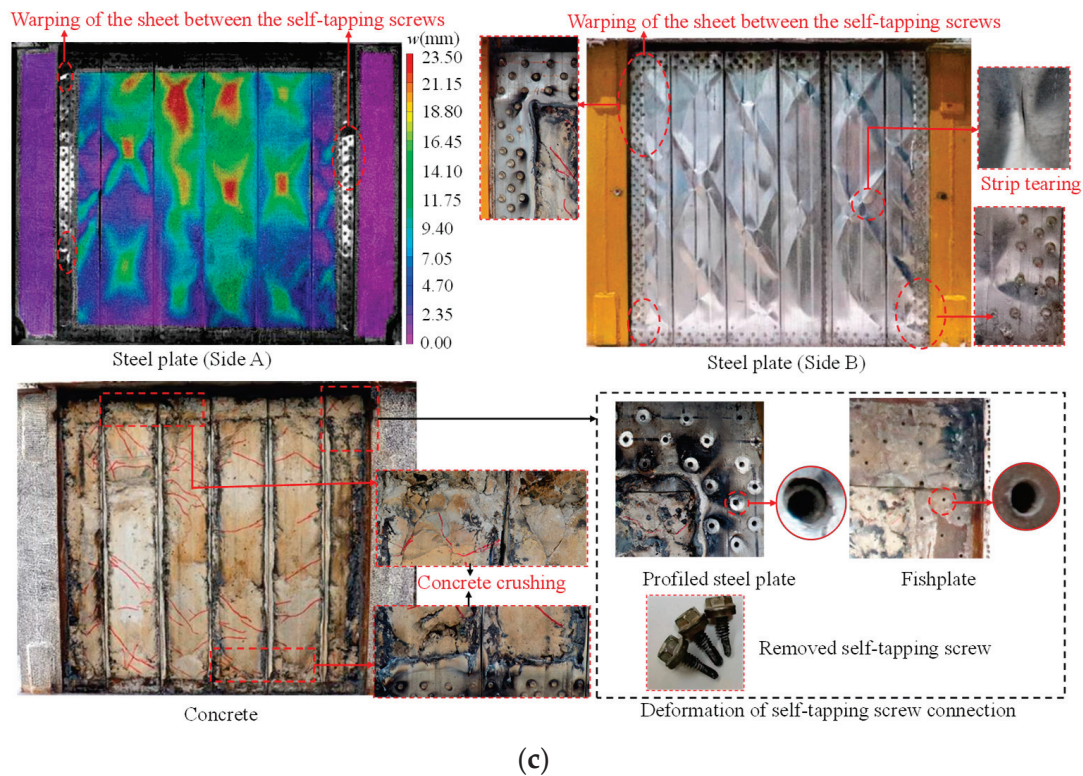 Warping of the sheet between the self-tapping screws
w(mm)
23.50
21.15
18.80
16.45
14.10
11.75
9.40
7.05
4.70
2.35
0.00
Steel plate (Side A)
Warping of the sheet between the self-tapping screws
Strip tearing
Steel plate (Side B)
Concrete crushing
Concrete
Profiled steel plate
Fishplate
Removed self-tapping screw
Deformation of self-tapping screw connection
(c)